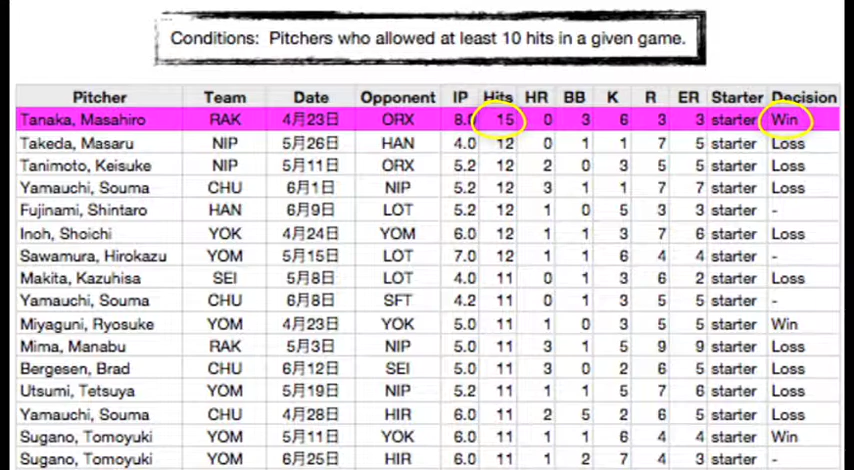 Conditions: Pitchers who allowed at least 10 hits in a given game.
Pitcher Team Date Opponent IP Hits HR BB K R ER Starter Decision
Tanaka, Masahiro RAK 4月23日 ORX 8.0 15 0 3 6 3 3 starter Win
Takeda, Masaru NIP 5月26日 HAN 4.0 12 0 1 1 7 5 starter Loss
Tanimoto, Keisuke NIP 5月11日 ORX 5.2 12 2 0 3 5 5 starter Loss
Yamauchi, Souma CHU 6月1日 NIP 5.2 12 3 1 1 7 7 starter Loss
Fujinami, Shintaro HAN 6月9日 LOT 5.2 12 1 0 5 3 3 starter -
Inoh, Shoichi YOK 4月24日 YOM 6.0 12 1 1 3 7 6 starter Loss
Sawamura, Hirokazu YOM 5月15日 LOT 7.0 12 1 1 6 4 4 starter -
Makita, Kazuhisa SEI 5月8日 LOT 4.0 11 0 1 3 6 2 starter Loss
Yamauchi, Souma CHU 6月8日 SFT 4.2 11 1 0 3 5 5 starter -
Miyaguni, Ryosuke YOM 4月23日 YOK 5.0 11 1 0 3 5 5 starter Win
Mima, Manabu RAK 5月3日 NIP 5.0 11 3 1 5 9 9 starter Loss
Bergesen, Brad CHU 6月12日 SEI 5.0 11 3 0 2 6 5 starter Loss
Utsumi, Tetsuya YOM 5月19日 NIP 5.2 11 1 1 5 7 6 starter Loss
Yamauchi, Souma CHU 4月28日 HIR 6.0 11 2 5 2 6 5 starter Loss
Sugano, Tomoyuki YOM 5月11日 YOK 6.0 11 1 1 6 4 4 starter Win
Sugano, Tomoyuki YOM 6月25日 HIR 6.0 11 1 2 7 4 3 starter -